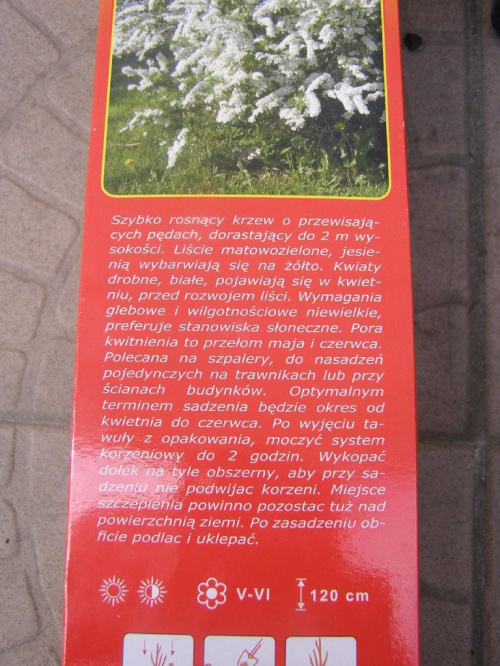 Szybko rosnący krzew o przewisają-
cych pędach, dorastający do 2 m wy-
sokości. Liście matowozielone, jesie-
nią wybarwiają się na żółto. Kwiaty
drobne, białe, pojawiają się w kwiet-
niu, przed rozwojem liści. Wymagania
glebowe i wilgotnościowe niewielkie,
preferuje stanowiska słoneczne. Pora
kwitnienia to przełom maja i czerwca.
Polecana na szpalery, do nasadzeń
pojedynczych na trawnikach lub przy
ścianach budynków. Optymalnym
terminem sadzenia będzie okres od
kwietnia do czerwca. Po wyjęciu ta-
wuły z opakowania, moczyć system
korzeniowy do 2 godzin. Wykopać
dołek na tyle obszerny, aby przy sa-
dzeniu nie podwijac korzeni. Miejsce
szczepienia powinno pozostac tuż nad
powierzchnią ziemi. Po zasadzeniu ob-
ficie podlac i uklepać.
V-VI 120 cm